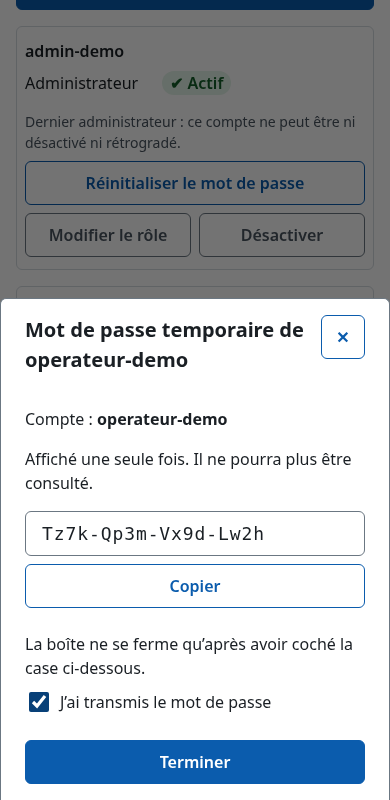 admin-demo
Administrateur ✔ Actif
Dernier administrateur : ce compte ne peut être ni
désactivé ni rétrogradé.
Réinitialiser le mot de passe
Modifier le rôle Désactiver
Mot de passe temporaire de
operateur-demo
×
Compte : operateur-demo
Affiché une seule fois. Il ne pourra plus être
consulté.
Tz7k-Qp3m-Vx9d-Lw2h
Copier
La boîte ne se ferme qu’après avoir coché la
case ci-dessous.
J’ai transmis le mot de passe
Terminer